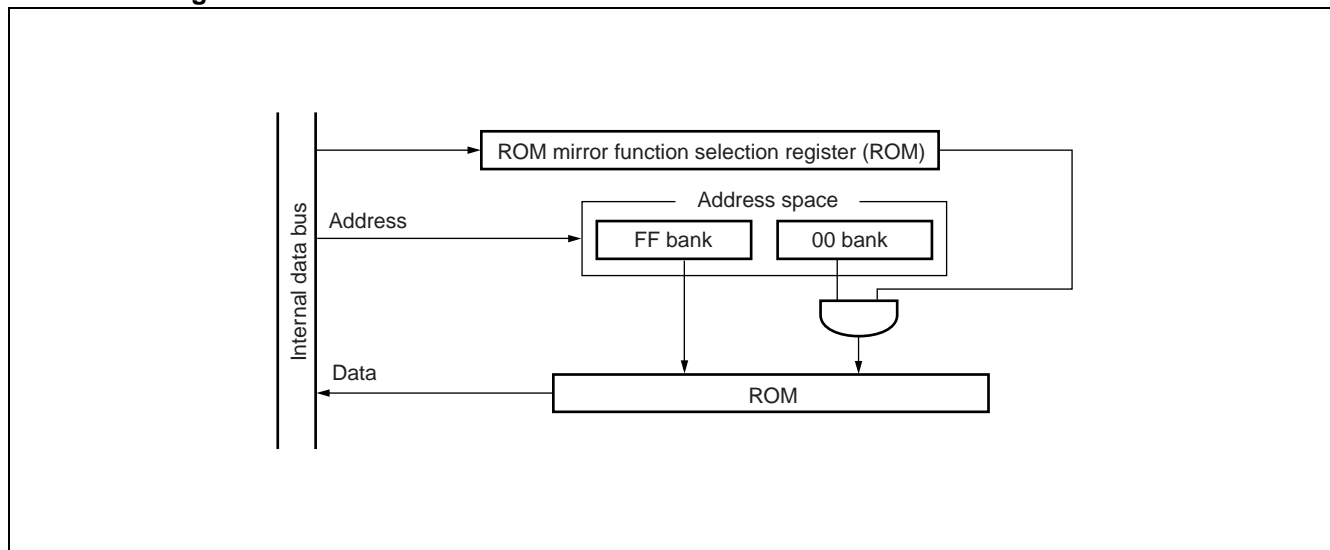 ROM mirror function selection register (ROM)
Address space
Address
FF bank
00 bank
Internal data bus
Data
ROM